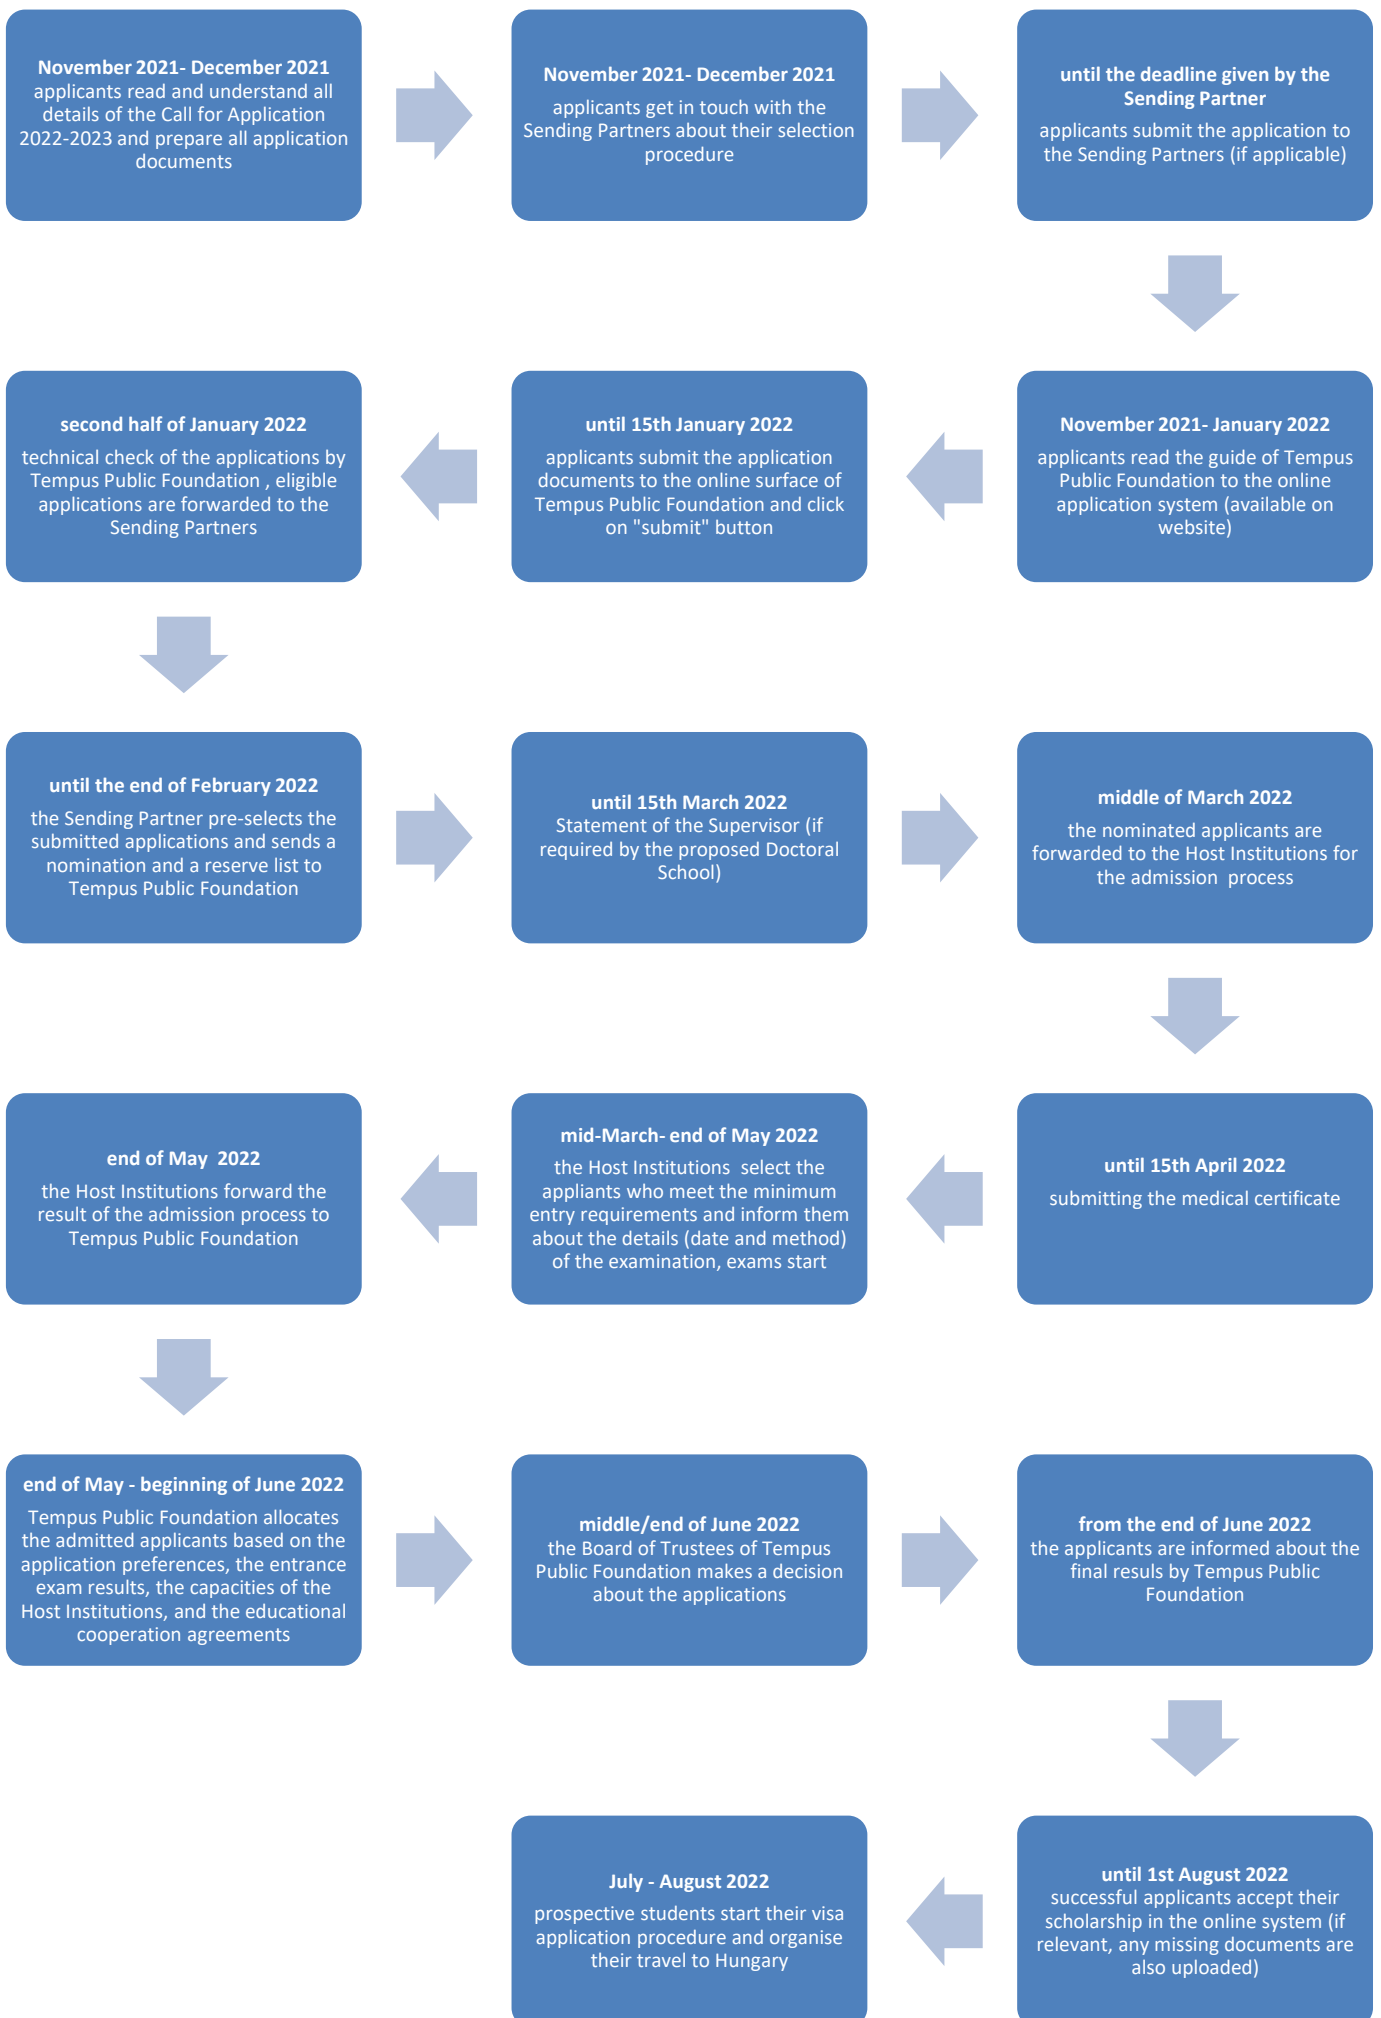 November 2021- December 2021
applicants read and understand all
details of the Call for Application
2022-2023 and prepare all application
documents
November 2021- December 2021
applicants get in touch with the
Sending Partners about their selection
procedure
until the deadline given by the
Sending Partner
applicants submit the application to
the Sending Partners (if applicable)
November 2021- January 2022
applicants read the guide of Tempus
Public Foundation to the online
application system (available on
website)
until 15th January 2022
applicants submit the application
documents to the online surface of
Tempus Public Foundation and click
on "submit" button
second half of January 2022
technical check of the applications by
Tempus Public Foundation , eligible
applications are forwarded to the
Sending Partners
until the end of February 2022
the Sending Partner pre-selects the
submitted applications and sends a
nomination and a reserve list to
Tempus Public Foundation
until 15th March 2022
Statement of the Supervisor (if
required by the proposed Doctoral
School)
middle of March 2022
the nominated applicants are
forwarded to the Host Institutions for
the admission process
until 15th April 2022
submitting the medical certificate
mid-March- end of May 2022
the Host Institutions select the
appliants who meet the minimum
entry requirements and inform them
about the details (date and method)
of the examination, exams start
end of May 2022
the Host Institutions forward the
result of the admission process to
Tempus Public Foundation
end of May - beginning of June 2022
Tempus Public Foundation allocates
the admitted applicants based on the
application preferences, the entrance
exam results, the capacities of the
Host Institutions, and the educational
cooperation agreements
middle/end of June 2022
the Board of Trustees of Tempus
Public Foundation makes a decision
about the applications
from the end of June 2022
the applicants are informed about the
final resuls by Tempus Public
Foundation
until 1st August 2022
successful applicants accept their
scholarship in the online system (if
relevant, any missing documents are
also uploaded)
July - August 2022
prospective students start their visa
application procedure and organise
their travel to Hungary